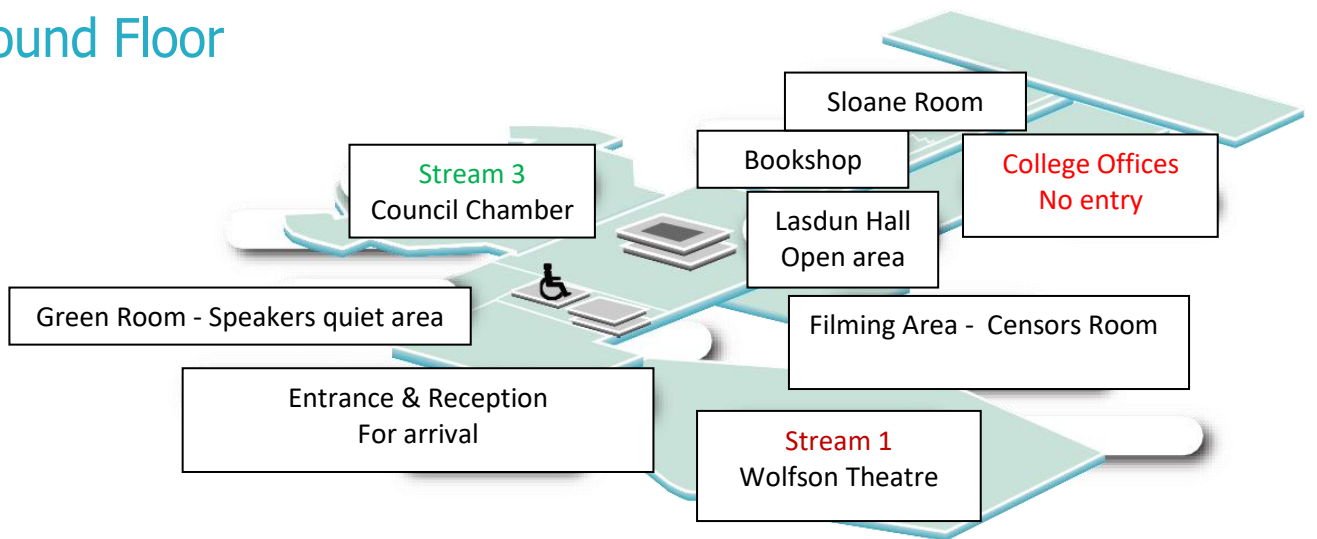 ound Floor
Sloane Room
Bookshop
College Offices
No entry
Stream 3
Council Chamber
Lasdun Hall
Open area
Green Room - Speakers quiet area
Filming Area - Censors Room
Entrance & Reception
For arrival
Stream 1
Wolfson Theatre